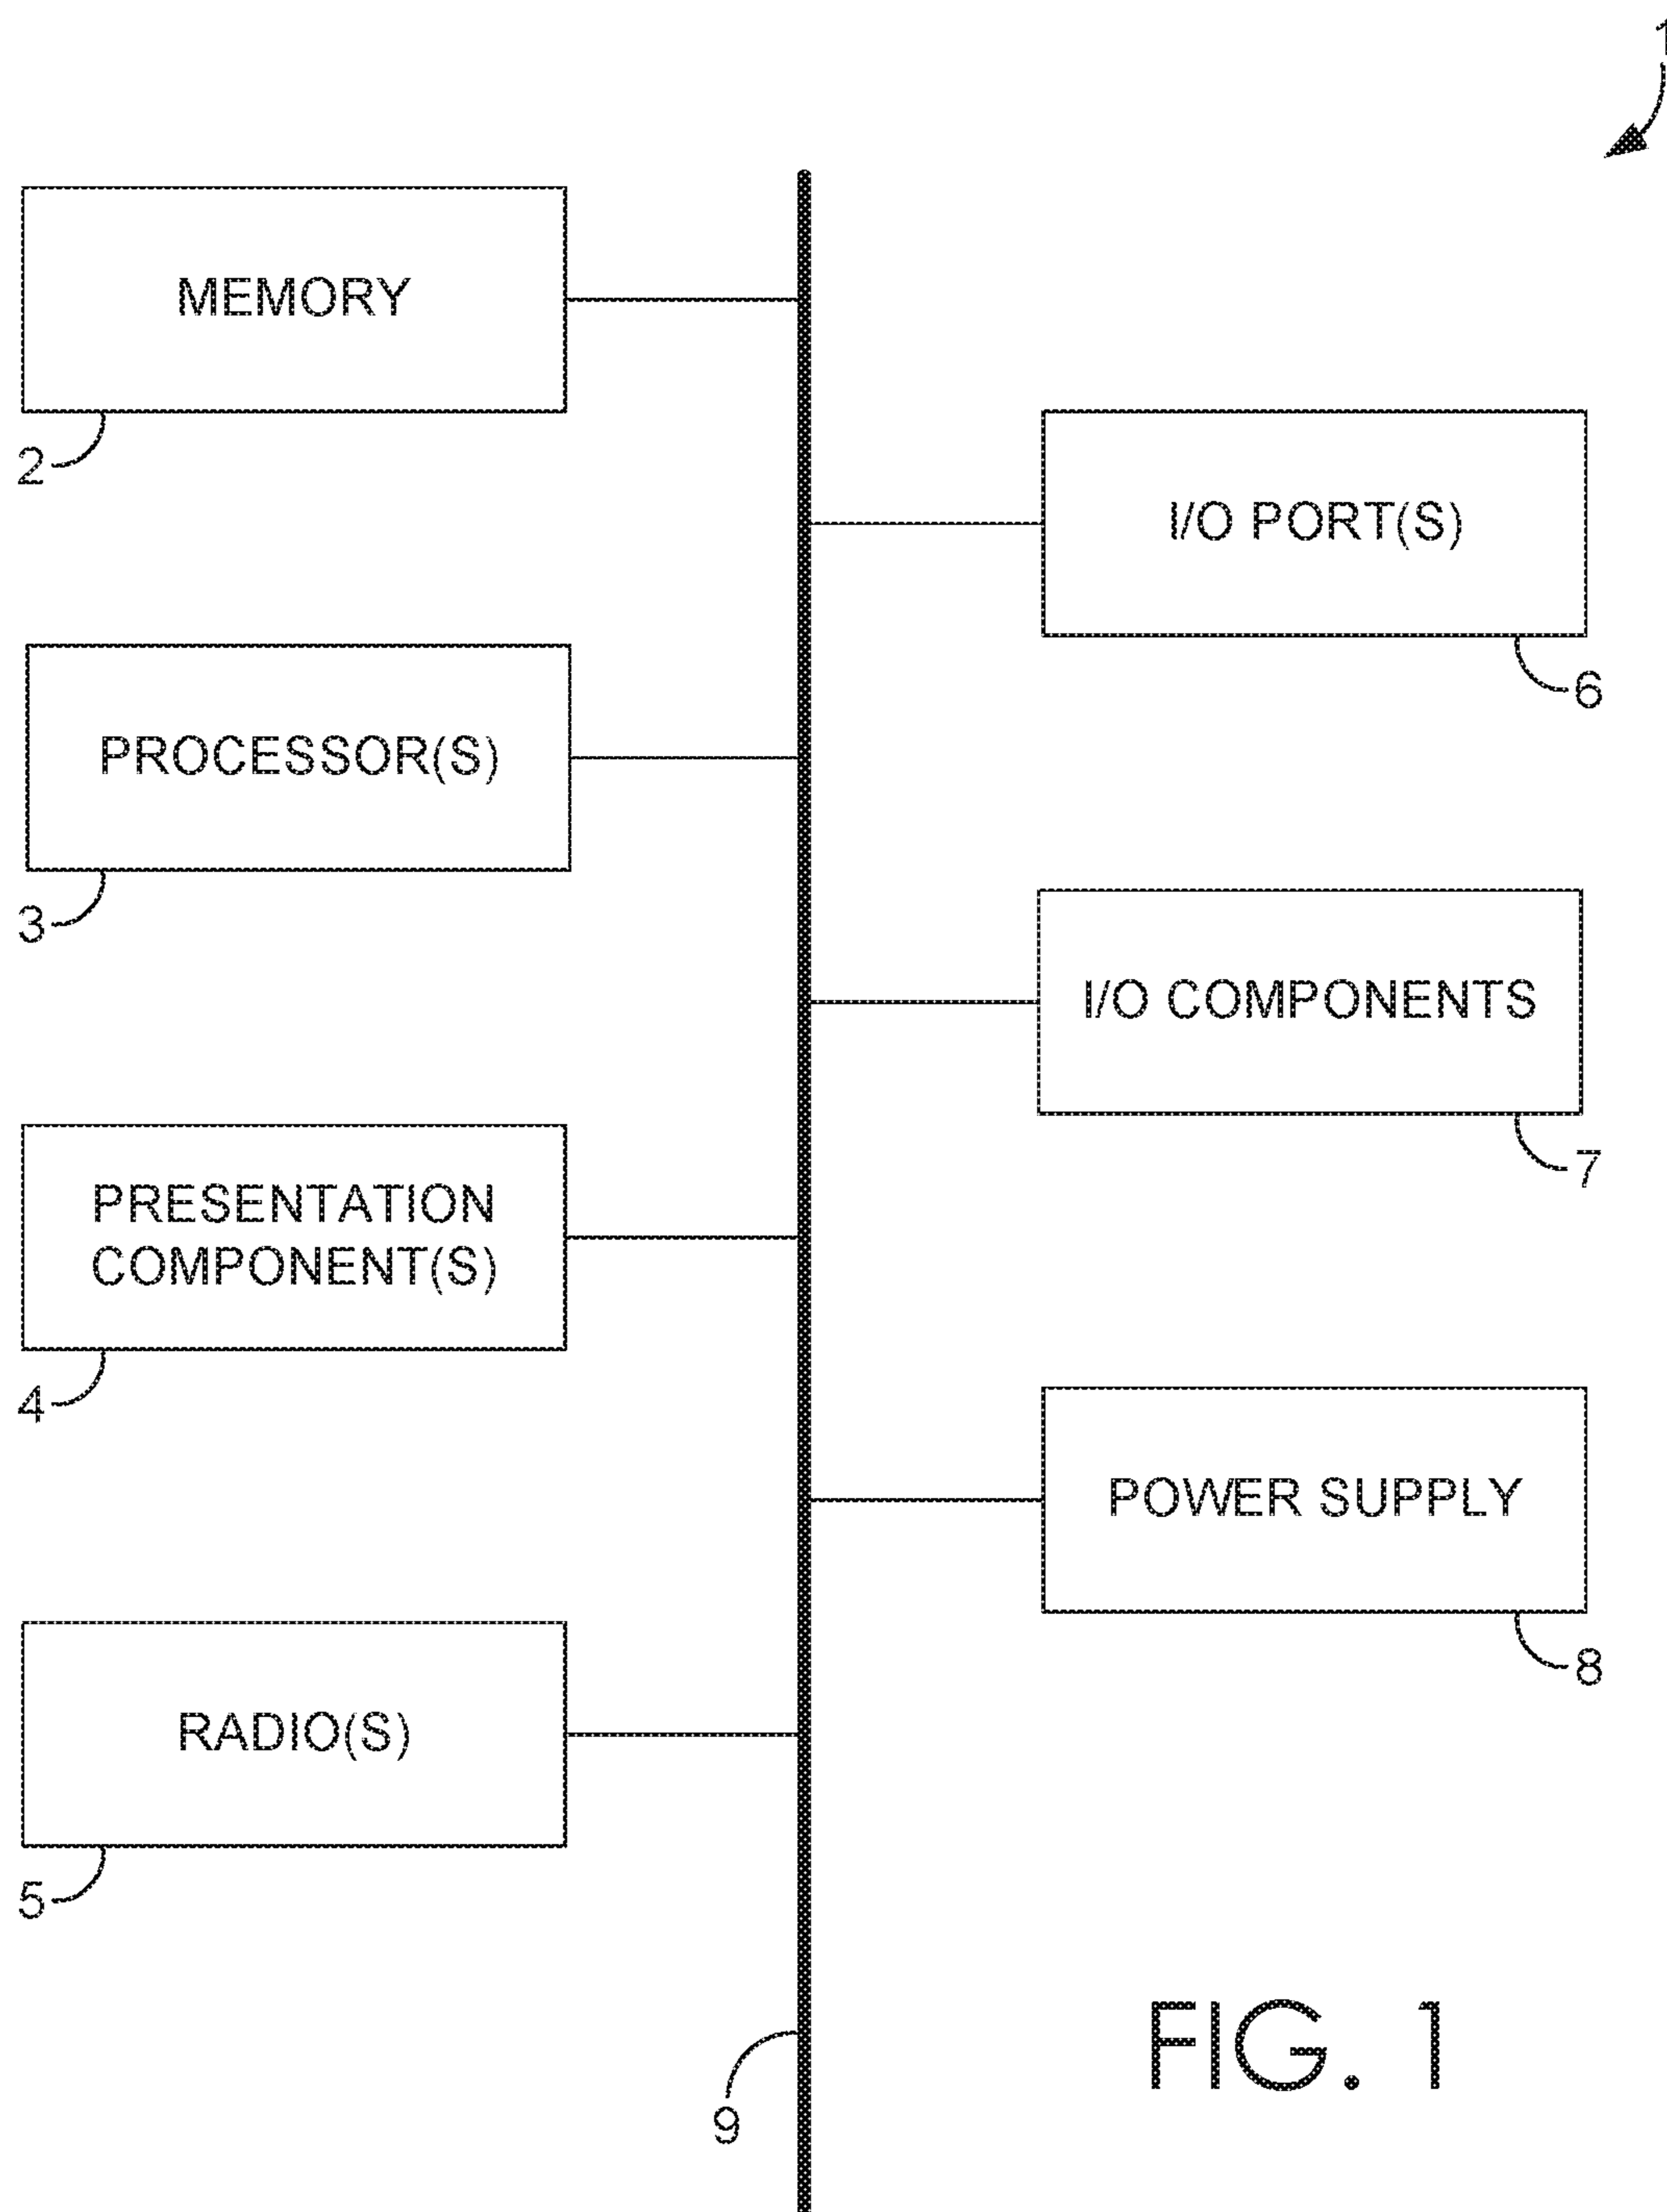 1
MEMORY
2
I/O PORT(S)
6
PROCESSOR(S)
3
I/O COMPONENTS
7
PRESENTATION
COMPONENT(S)
4
POWER SUPPLY
8
RADIO(S)
5
9
FIG. 1